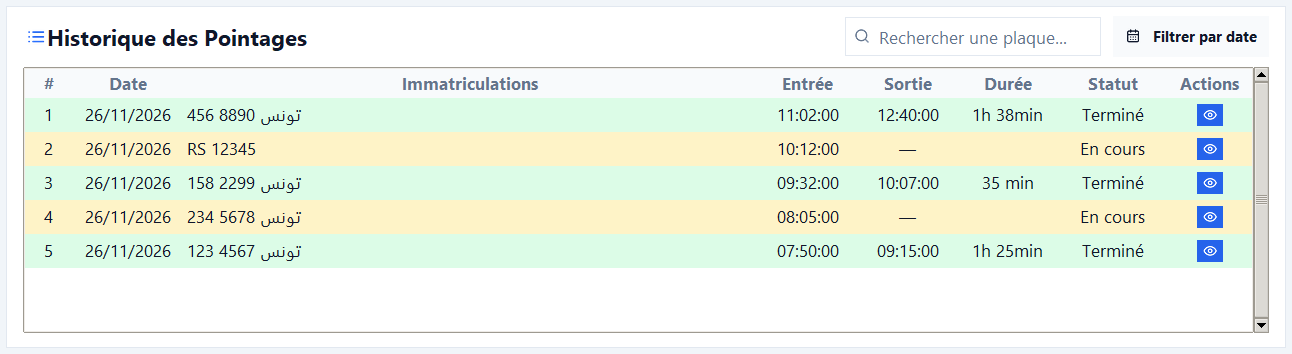 Historique des Pointages
Rechercher une plaque...
Filtrer par date
# Date Immatriculations Entrée Sortie Durée Statut Actions
1 26/11/2026 456 8890 تونس 11:02:00 12:40:00 1h 38min Terminé
2 26/11/2026 RS 12345 10:12:00 — En cours
3 26/11/2026 158 2299 تونس 09:32:00 10:07:00 35 min Terminé
4 26/11/2026 234 5678 تونس 08:05:00 — En cours
5 26/11/2026 123 4567 تونس 07:50:00 09:15:00 1h 25min Terminé